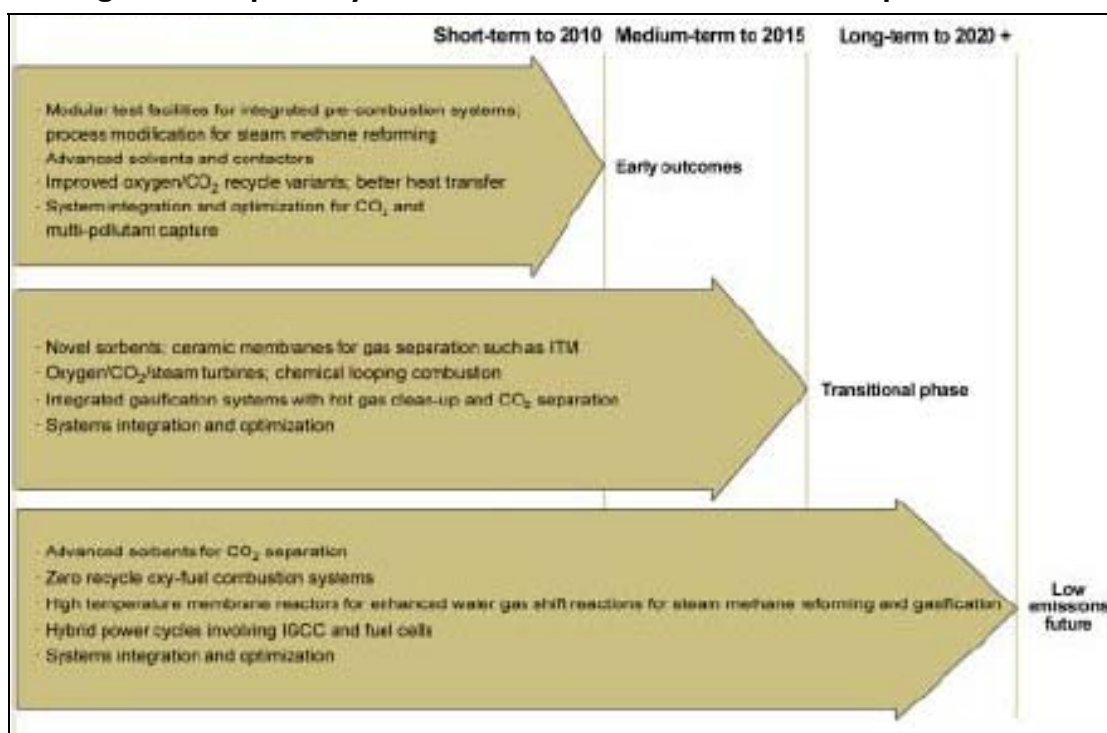 Short-term to 2010 Medium-term to 2015 Long-term to 2020 +
· Modular test facilities for integrated pre-combustion systems;
process modification for steam methane reforming
· Advanced solvents and contactors
· Improved oxygen/CO₂ recycle variants; better heat transfer
· System integration and optimization for CO₂ and
multi-pollutant capture
Early outcomes
· Novel sorbents; ceramic membranes for gas separation such as ITM
· Oxygen/CO₂/steam turbines; chemical looping combustion
· Integrated gasification systems with hot gas clean-up and CO₂ separation
· Systems integration and optimization
Transitional phase
· Advanced sorbents for CO₂ separation
· Zero recycle oxy-fuel combustion systems
· High temperature membrane reactors for enhanced water gas shift reactions for steam methane reforming and gasification
· Hybrid power cycles involving IGCC and fuel cells
· Systems integration and optimization
Low
emissions
future